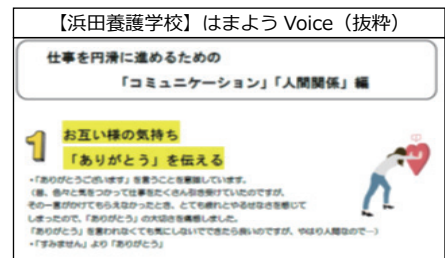 【浜田養護学校】はまよう Voice（抜粋）
仕事を円滑に進めるための
「コミュニケーション」「人間関係」編
1 お互い様の気持ち
「ありがとう」を伝える
・「ありがとうございます」を言うことを意識しています。
（昔、色々と気をつかって仕事をたくさん引き受けていたのですが、
その一言がかけてもらえなかったとき、とても疲れとやるせなさを感じて
しまったので、「ありがとう」の大切さを痛感しました。
「ありがとう」を言われなくても気にしないでできたら良いのですが、やはり人間なので…）
・「すみません」より「ありがとう」